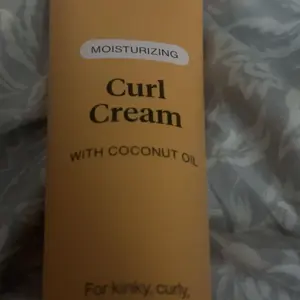 MOISTURIZING
Curl
Cream
WITH COCONUT OIL
For kinky, curly,